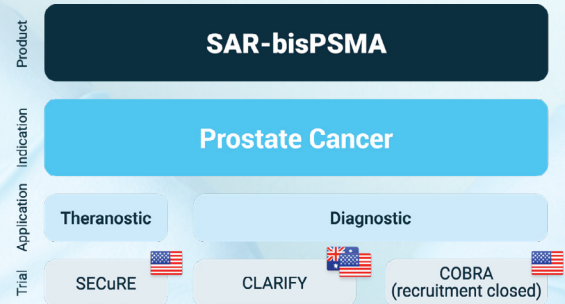 Product
SAR-bisPSMA
Indication
Prostate Cancer
Application
Theranostic
Diagnostic
Trial
SECuRE
CLARIFY
COBRA
(recruitment closed)